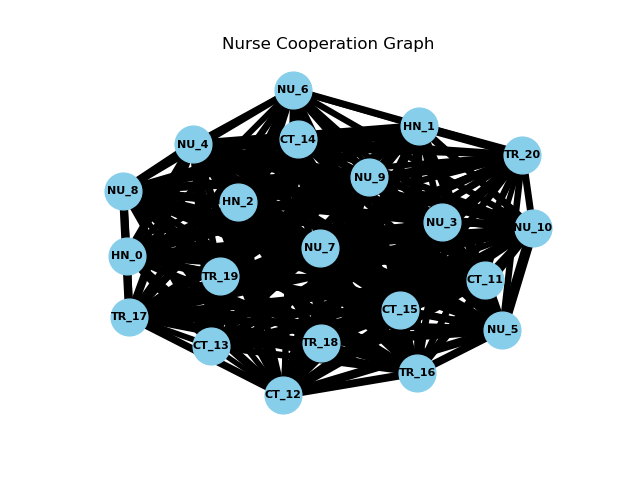 Nurse Cooperation Graph
NU_6
HN_1
CT_14
NU_4
TR_20
NU_9
NU_8
HN_2
NU_3
NU_10
NU_7
HN_0
TR_19
CT_11
CT_15
TR_17
NU_5
TR_18
CT_13
TR_16
CT_12